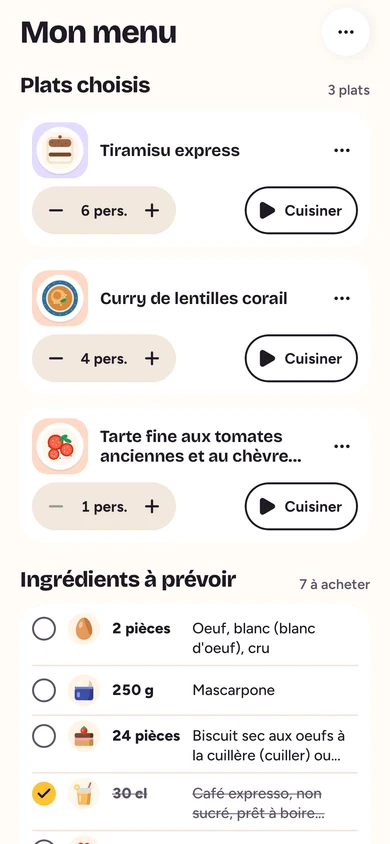 Mon menu
Plats choisis
3 plats
Tiramisu express
6 pers.
Cuisiner
Curry de lentilles corail
4 pers.
Cuisiner
Tarte fine aux tomates
anciennes et au chèvre...
1 pers.
Cuisiner
Ingrédients à prévoir
7 à acheter
2 pièces
Oeuf, blanc (blanc
d'oeuf), cru
250 g
Mascarpone
24 pièces
Biscuit sec aux oeufs à
la cuillère (cuiller) ou...
30 cl
Café expresso, non
sucré, prêt à boire...